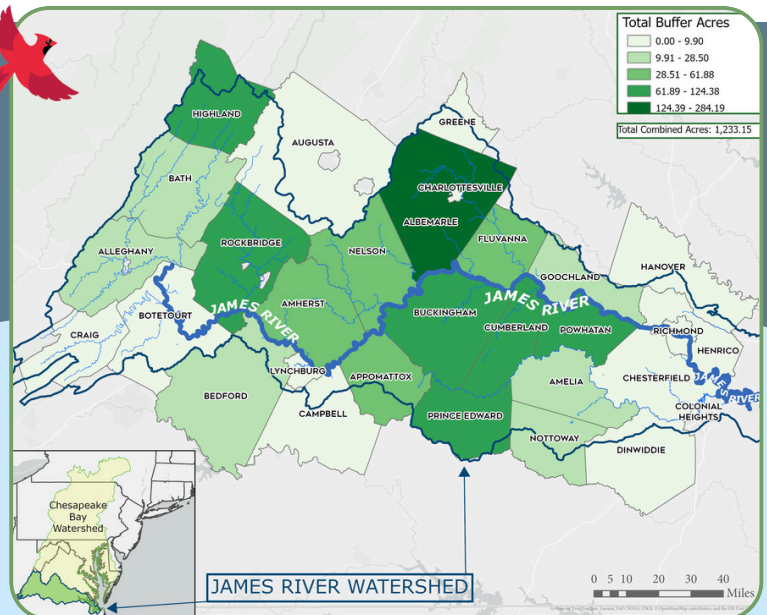 Total Buffer Acres
0.00 - 9.90
9.91 - 28.50
28.51 - 61.88
61.89 - 124.38
124.39 - 284.19
Total Combined Acres: 1,233.15
HIGHLAND
GREENE
AUGUSTA
BATH
CHARLOTTESVILLE
ALBEMARLE
ROCKBRIDGE
NELSON
FLUVANNA
ALLEGHANY
GOOCHLAND
HANOVER
JAMES RIVER
JAMES RIVER
AMHERST
BUCKINGHAM
BOTETOURT
CUMBERLAND
POWHATAN
RICHMOND
CRAIG
HENRICO
LYNCHBURG
APPOMATTOX
AMELIA
CHESTERFIELD
JAMES RIVER
BEDFORD
CAMPBELL
PRINCE EDWARD
COLONIAL
HEIGHTS
NOTTOWAY
DINWIDDIE
Chesapeake
Bay
Watershed
JAMES RIVER WATERSHED
0 5 10 20 30 40
Miles